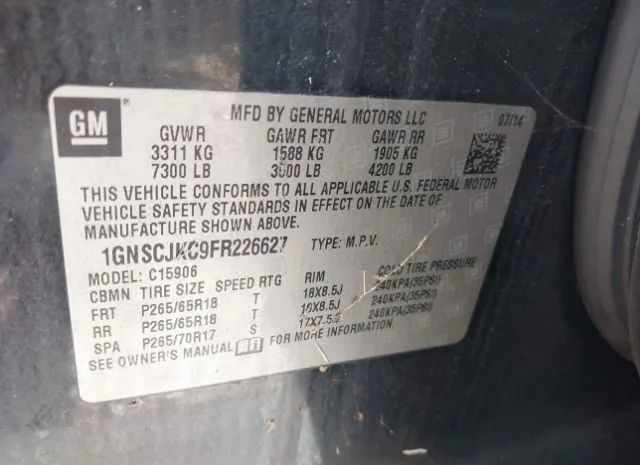 GM ®
MFD BY GENERAL MOTORS LLC 07/14
GVWR GAWR FRT GAWR RR
3311 KG 1588 KG 1905 KG
7300 LB 3500 LB 4200 LB
THIS VEHICLE CONFORMS TO ALL APPLICABLE U.S. FEDERAL MOTOR
VEHICLE SAFETY STANDARDS IN EFFECT ON THE DATE OF
MANUFACTURE SHOWN ABOVE.
1GNSCJKC9FR226627 TYPE: M.P.V.
MODEL: C15906
CBMN TIRE SIZE SPEED RTG RIM COLD TIRE PRESSURE
FRT P265/65R18 T 18X8.5J 240KPA(35PSI)
RR P265/65R18 T 18X8.5J 240KPA(35PSI)
SPA P265/70R17 S 17X7.5J 240KPA(35PSI)
SEE OWNER'S MANUAL FOR MORE INFORMATION.